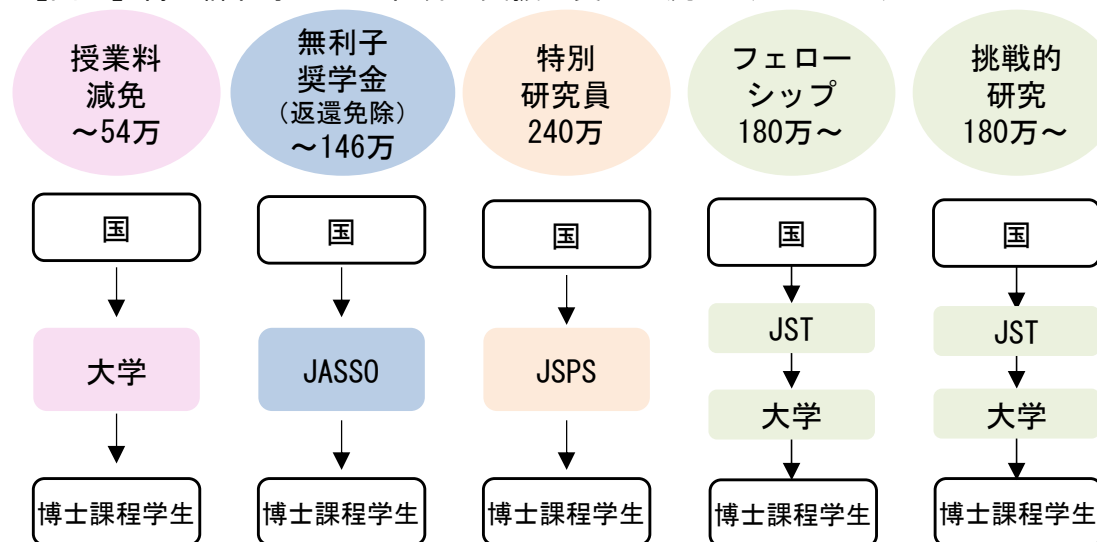 授業料
減免
～54万
無利子
奨学金
(返還免除)
～146万
特別
研究員
240万
フェロー
シップ
180万～
挑戦的
研究
180万～
国
国
国
国
国
大学
JASSO
JSPS
JST
JST
大学
大学
博士課程学生
博士課程学生
博士課程学生
博士課程学生
博士課程学生